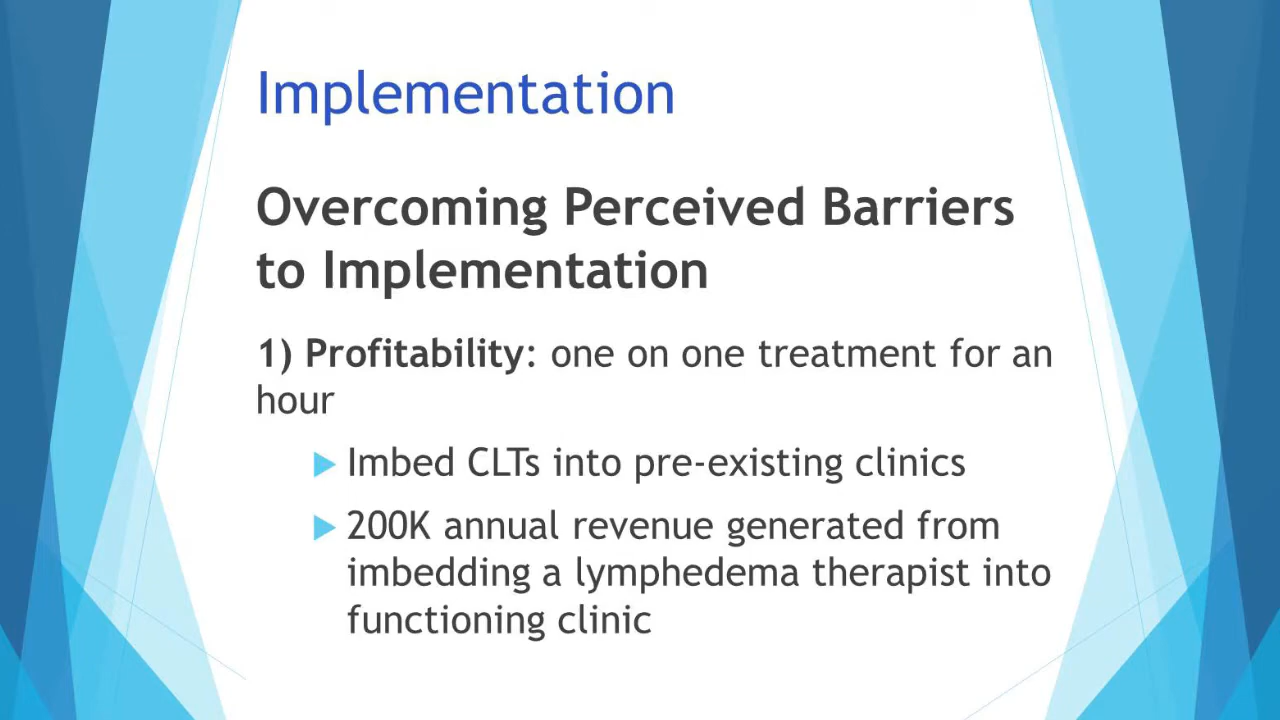 Implementation
Overcoming Perceived Barriers
to Implementation
1) Profitability: one on one treatment for an
hour
Imbed CLTs into pre-existing clinics
200K annual revenue generated from
imbedding a lymphedema therapist into
functioning clinic